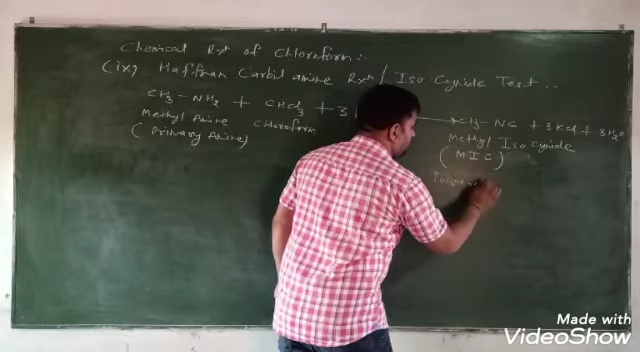 Chemical Rxn of Chloroform:-
(ix) Haffman Carbil amine Rxn / Iso Cynide Test..
CH3 - NH2 + CHCl3 + 3 CH3 - NC + 3KCl + 3H2O
Methyl Amine Chloroform Methyl Iso cynide
(Primary Amine) (MIC)
Made with
VideoShow